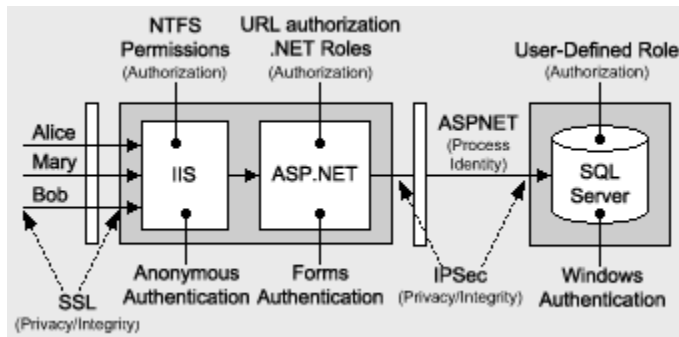 NTFS
Permissions
(Authorization)
URL authorization
.NET Roles
(Authorization)
User-Defined Role
(Authorization)
Alice
Mary
Bob
IIS
ASP.NET
ASPNET
(Process
Identity)
SQL
Server
SSL
(Privacy/Integrity)
Anonymous
Authentication
Forms
Authentication
IPSec
(Privacy/Integrity)
Windows
Authentication